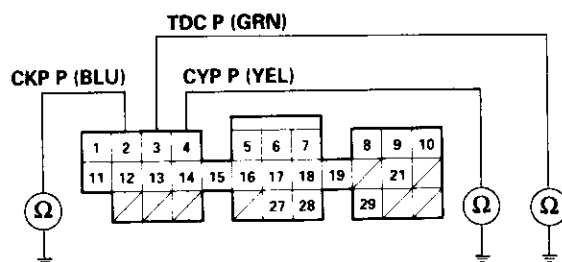 TDC P (GRN)
CKP P (BLU)
CYP P (YEL)
1 2 3 4 5 6 7 8 9 10
11 12 13 14 15 16 17 18 19 21
27 28 29
Ω Ω Ω